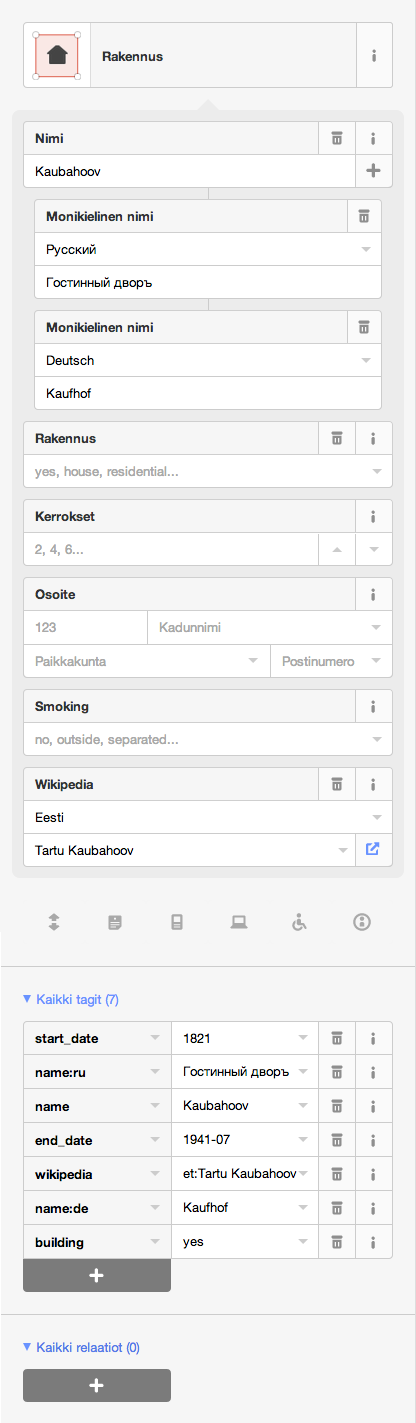 Rakennus
Nimi
Kaubahoov
Monikielinen nimi
Русский
Гостинный дворъ
Monikielinen nimi
Deutsch
Kaufhof
Rakennus
yes, house, residential...
Kerrokset
2, 4, 6...
Osoite
123 Kadunnimi
Paikkakunta Postinumero
Smoking
no, outside, separated...
Wikipedia
Eesti
Tartu Kaubahoov
Kaikki tagit (7)
start_date 1821
name:ru Гостинный дворъ
name Kaubahoov
end_date 1941-07
wikipedia et:Tartu Kaubahoov
name:de Kaufhof
building yes
Kaikki relaatiot (0)